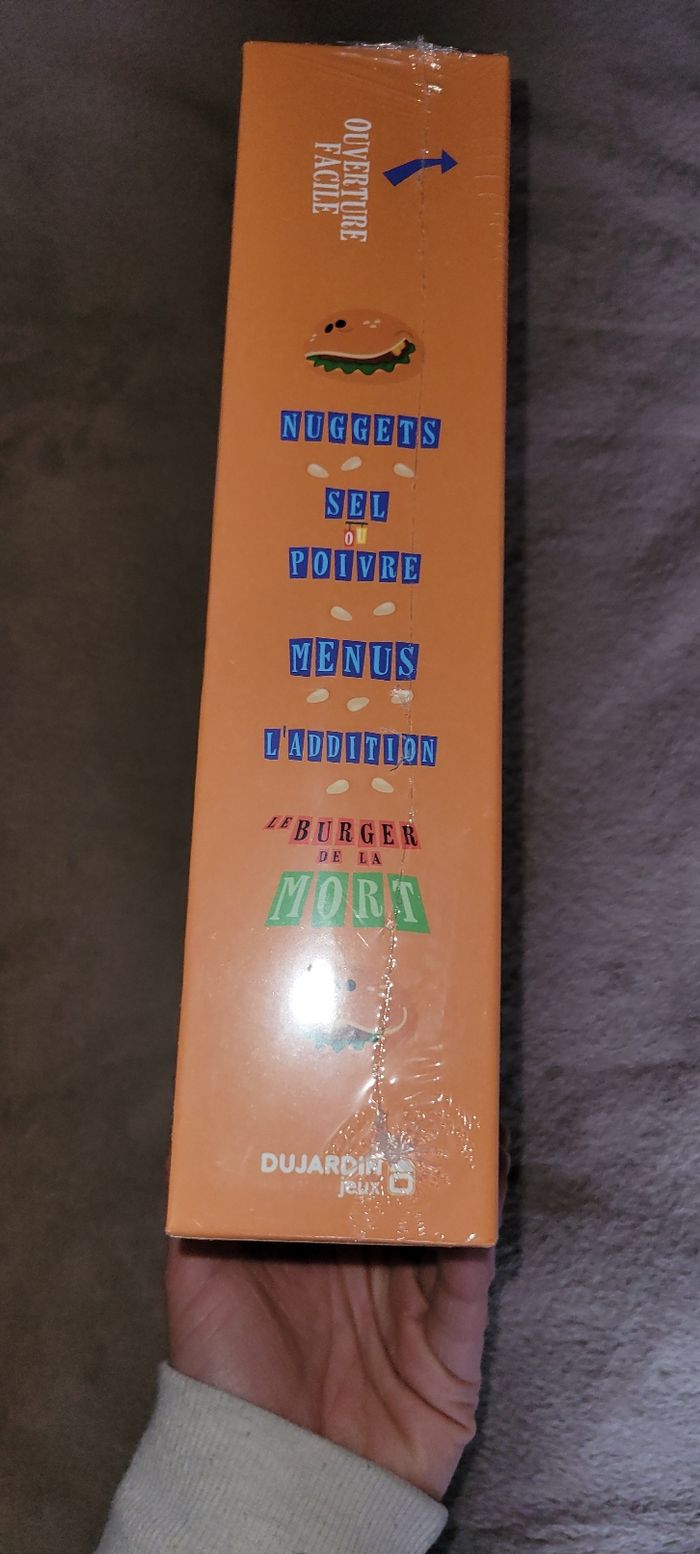 OUVERTURE
FACILE
NUGGETS
SEL
OU
POIVRE
MENUS
L'ADDITION
LE BURGER
DE LA
MORT
DUJARDIN
jeux